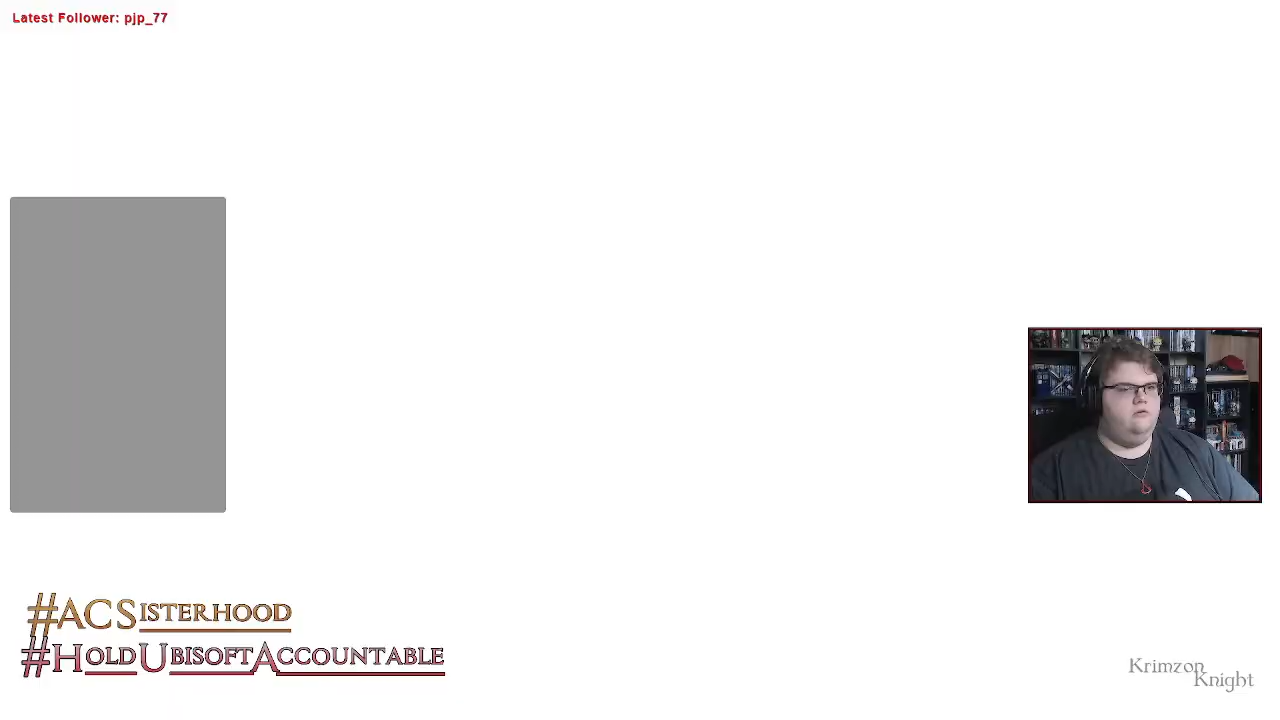 Latest Follower: pjp_77
#ACSisterhood
#HoldUbisoftAccountable
Krimzon
Knight